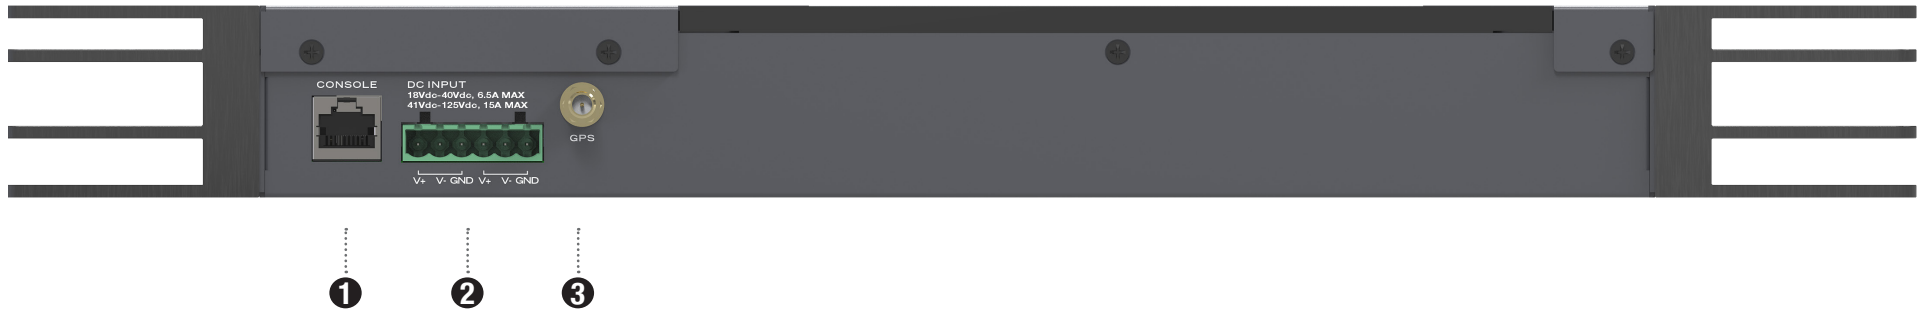 CONSOLE
DC INPUT
18Vdc-40Vdc, 6.5A MAX
41Vdc-125Vdc, 15A MAX
GPS
V+ V- GND V+ V- GND
1 2 3